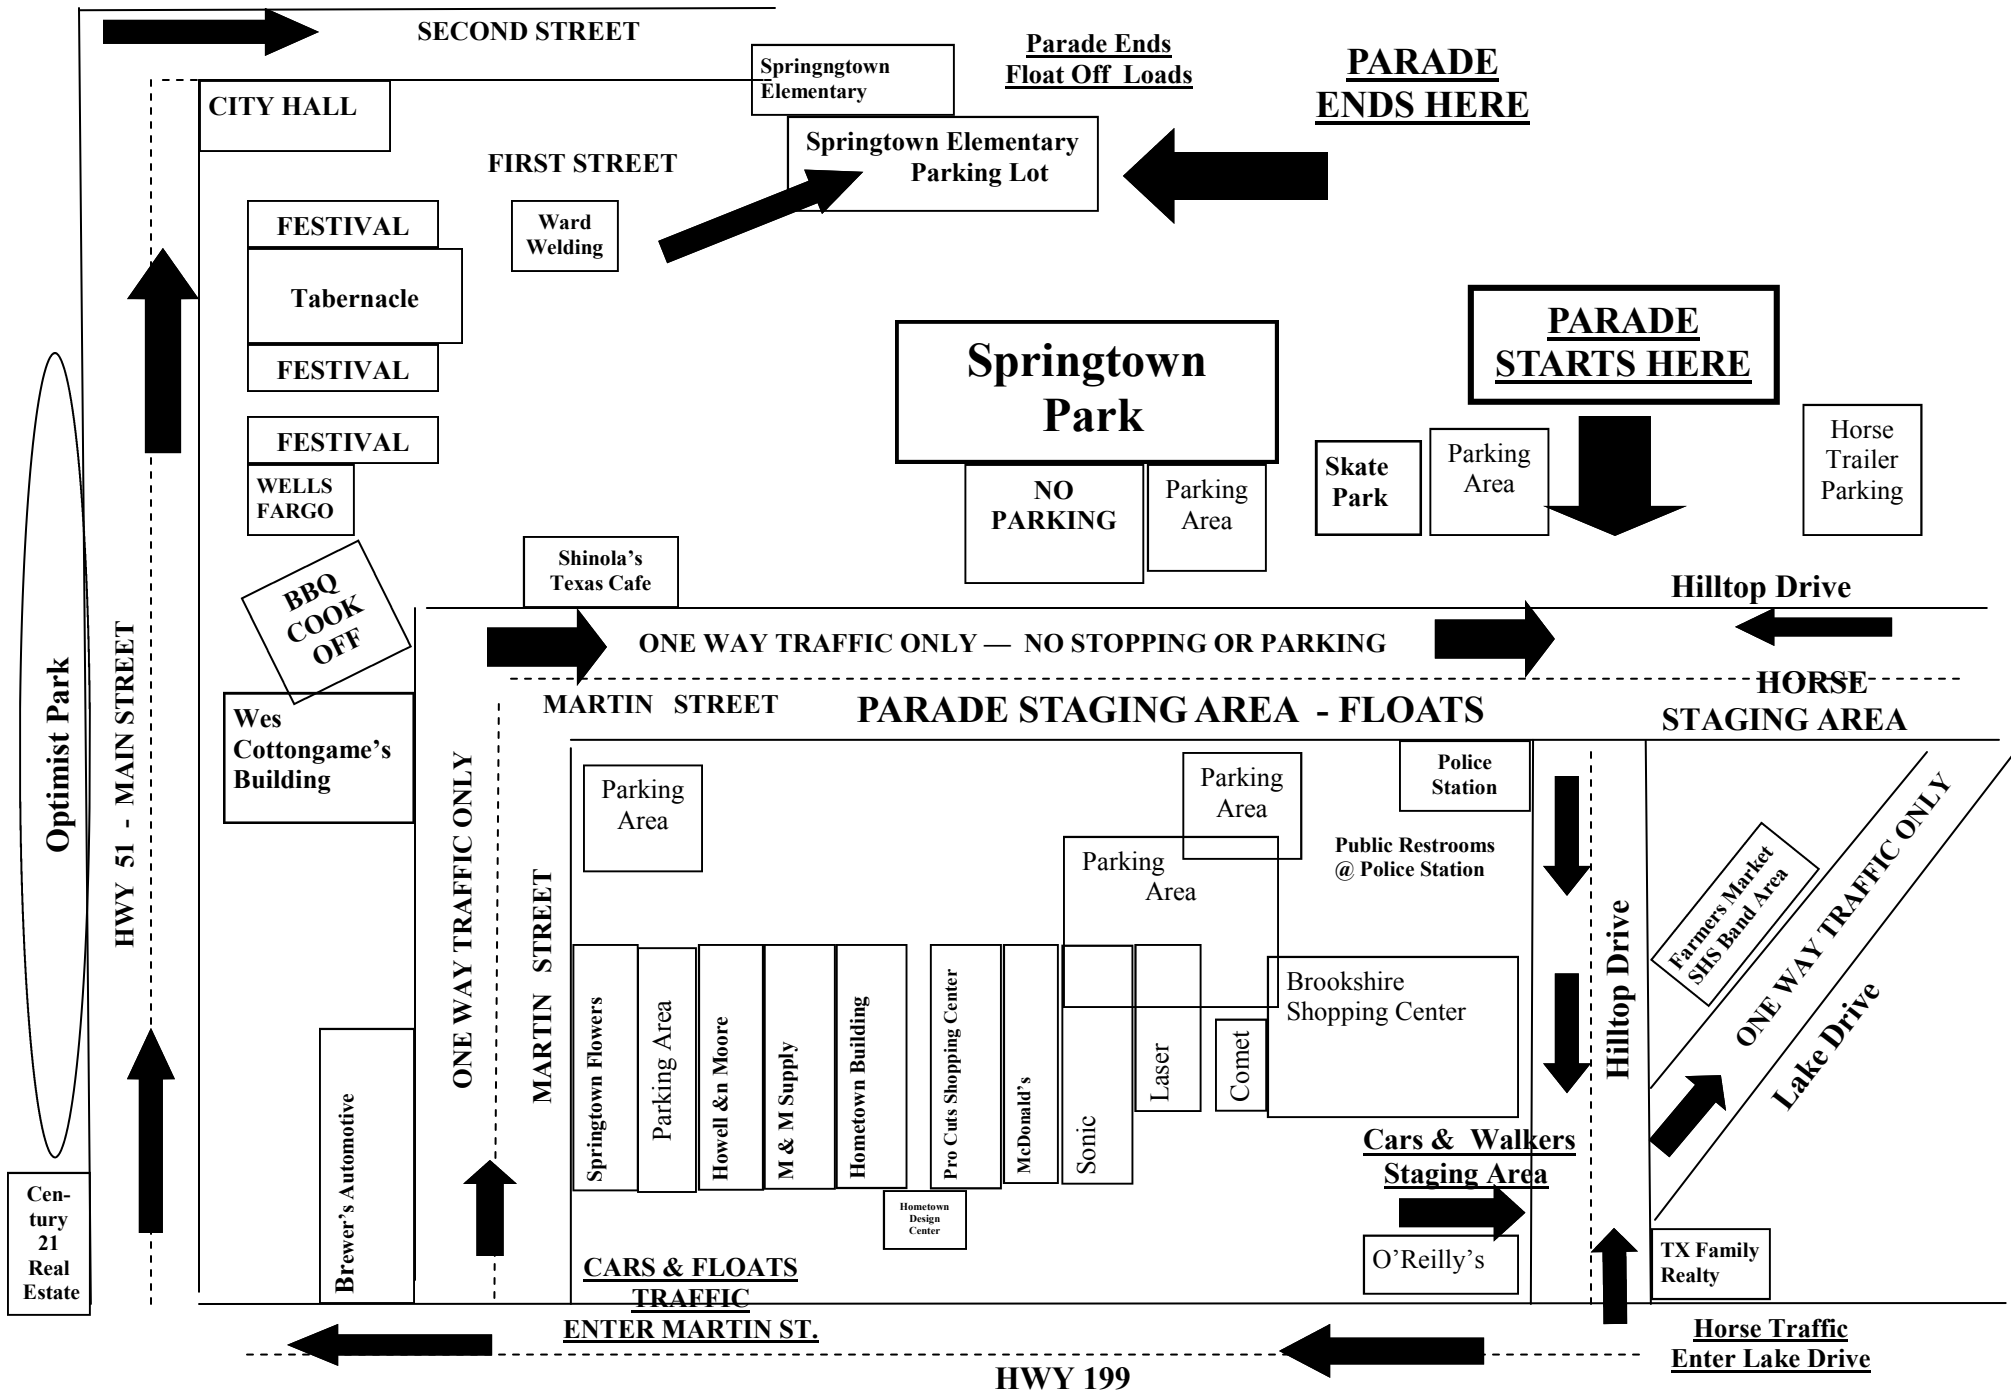 SECOND STREET
Parade Ends
Float Off Loads
PARADE
ENDS HERE
Springngtown
Elementary
CITY HALL
Springtown Elementary
Parking Lot
FIRST STREET
FESTIVAL
Ward
Welding
Tabernacle
FESTIVAL
FESTIVAL
WELLS
FARGO
Springtown
Park
PARADE
STARTS HERE
NO
PARKING
Parking
Area
Skate
Park
Parking
Area
Horse
Trailer
Parking
BBQ
COOK
OFF
Shinola's
Texas Cafe
Hilltop Drive
ONE WAY TRAFFIC ONLY — NO STOPPING OR PARKING
MARTIN STREET
PARADE STAGING AREA - FLOATS
HORSE
STAGING AREA
Optimist Park
HWY 51 - MAIN STREET
Wes
Cottongame's
Building
ONE WAY TRAFFIC ONLY
MARTIN STREET
Parking
Area
Parking
Area
Parking
Area
Police
Station
Public Restrooms
@ Police Station
Hilltop Drive
Farmers Market
SHS Band Area
ONE WAY TRAFFIC ONLY
Lake Drive
Brewer's Automotive
Springtown Flowers
Parking Area
Howell &n Moore
M & M Supply
Hometown Building
Pro Cuts Shopping Center
McDonald's
Sonic
Laser
Comet
Brookshire
Shopping Center
Cars & Walkers
Staging Area
Cen-
tury
21
Real
Estate
Hometown
Design
Center
O'Reilly's
TX Family
Realty
CARS & FLOATS
TRAFFIC
ENTER MARTIN ST.
Horse Traffic
Enter Lake Drive
HWY 199